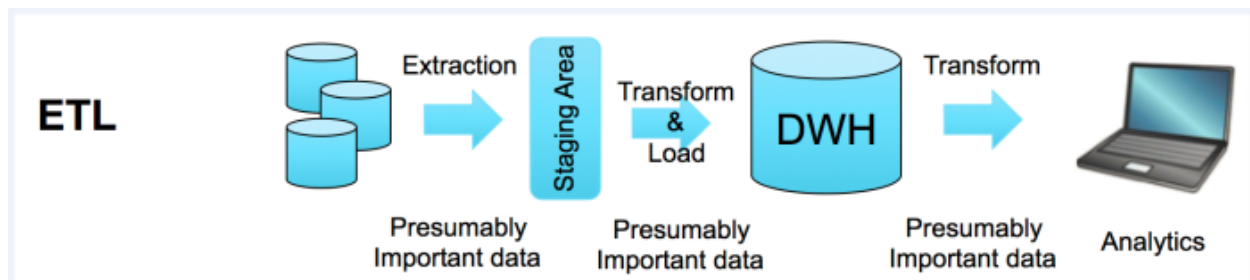 ETL
Extraction
Staging Area
Transform
&
Load
DWH
Transform
Presumably
Important data
Presumably
Important data
Presumably
Important data
Analytics